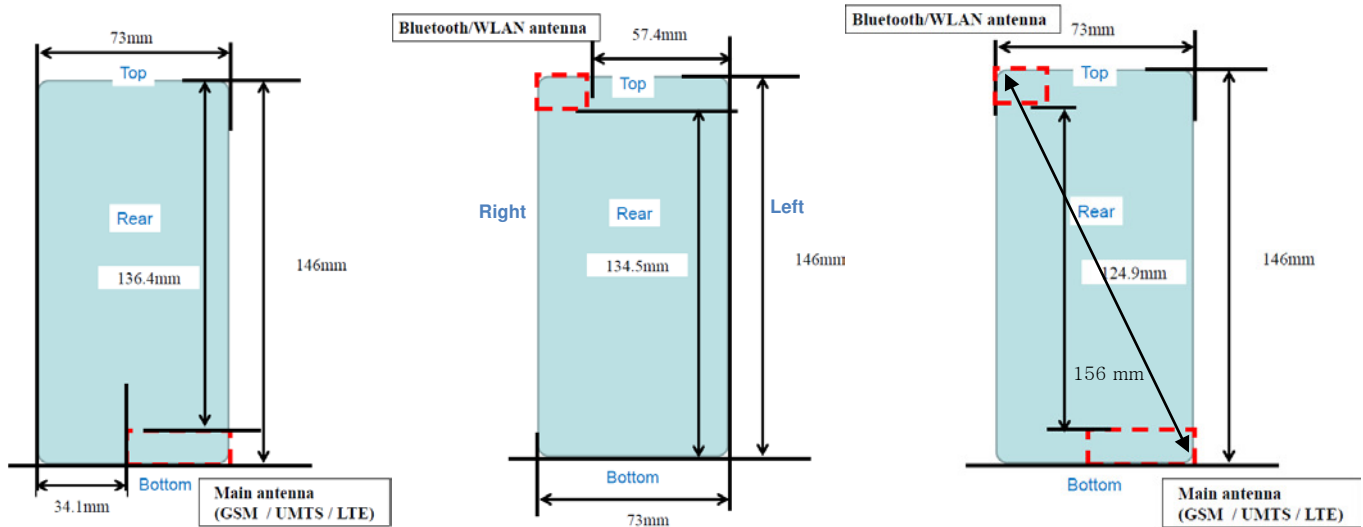 73mm
Top
Rear
136.4mm
146mm
Bottom
34.1mm
Main antenna
(GSM / UMTS / LTE)
Bluetooth/WLAN antenna
57.4mm
Top
Right
Rear
Left
134.5mm
146mm
Bottom
73mm
Bluetooth/WLAN antenna
73mm
Top
Rear
124.9mm
146mm
156 mm
Bottom
Main antenna
(GSM / UMTS / LTE)